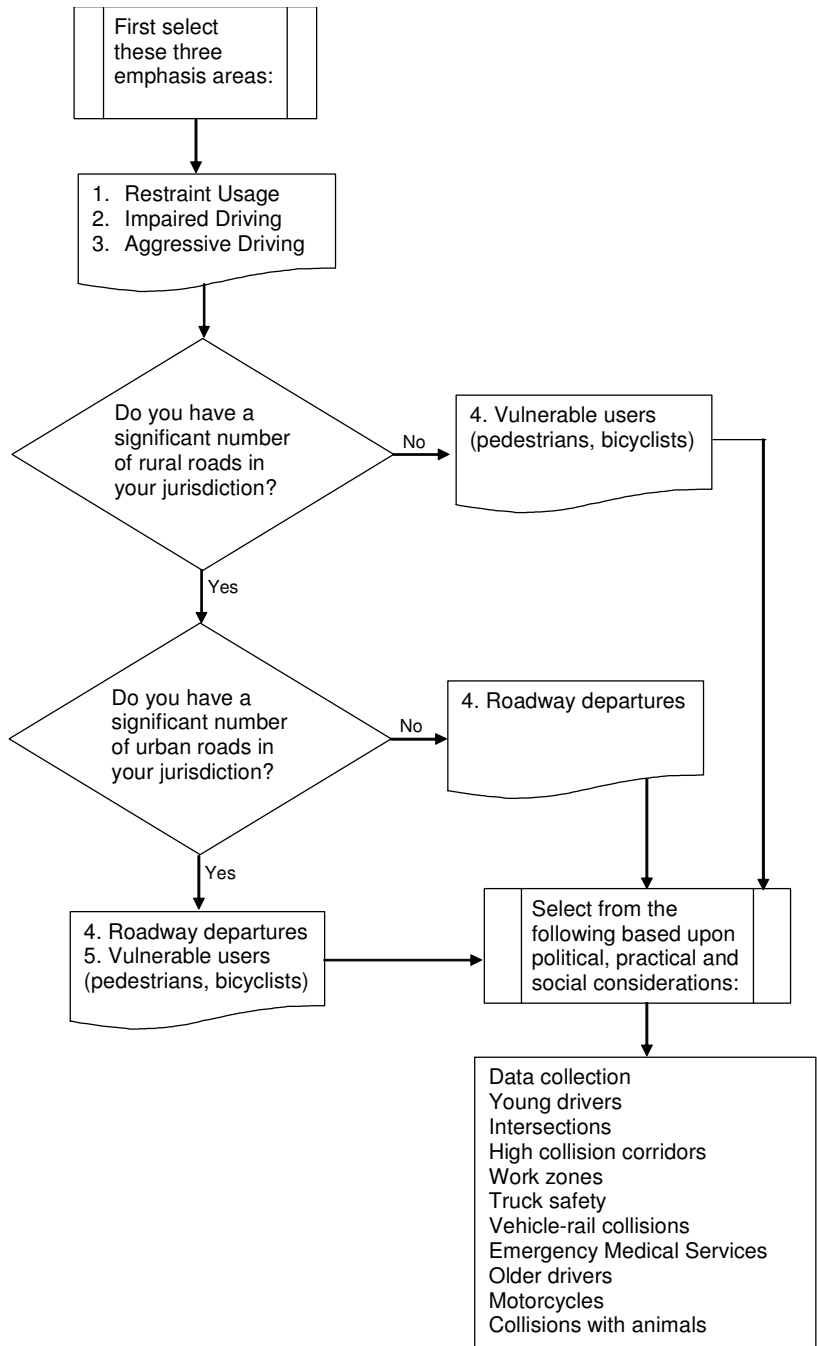 First select
these three
emphasis areas:
1. Restraint Usage
2. Impaired Driving
3. Aggressive Driving
Do you have a
significant number
of rural roads in
your jurisdiction?
No
4. Vulnerable users
(pedestrians, bicyclists)
Yes
Do you have a
significant number
of urban roads in
your jurisdiction?
No
4. Roadway departures
Yes
4. Roadway departures
5. Vulnerable users
(pedestrians, bicyclists)
Select from the
following based upon
political, practical and
social considerations:
Data collection
Young drivers
Intersections
High collision corridors
Work zones
Truck safety
Vehicle-rail collisions
Emergency Medical Services
Older drivers
Motorcycles
Collisions with animals